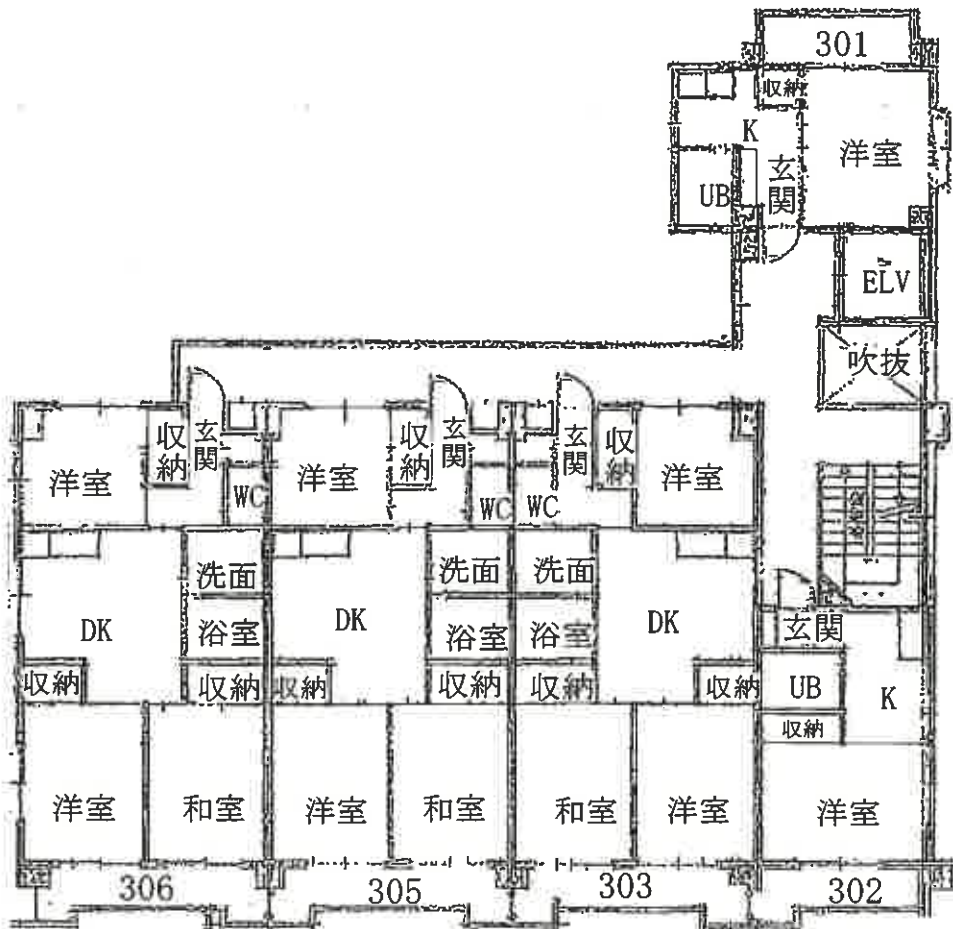 301
収納
K
洋室
玄関
UB
ELV
吹抜
洋室
収納
玄関
WC
洋室
収納
玄関
WC
WC
玄関
収納
洋室
DK
洗面
浴室
収納
収納
DK
洗面
浴室
収納
収納
洗面
浴室
収納
DK
収納
玄関
UB
K
収納
洋室
和室
洋室
和室
和室
洋室
洋室
306
305
303
302